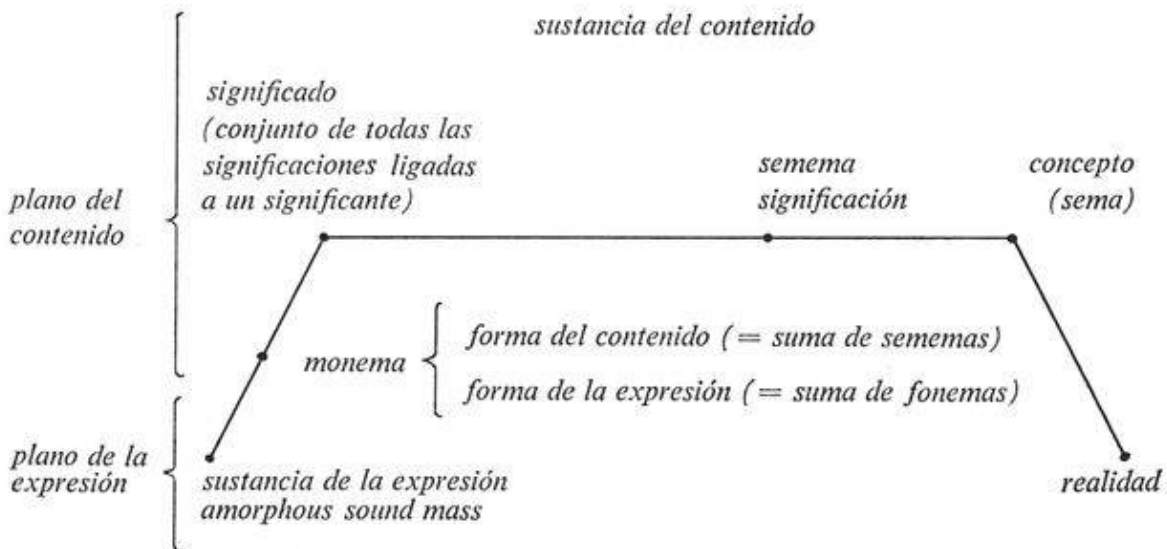 sustancia del contenido
significado
(conjunto de todas las
significaciones ligadas
a un significante)
semema
significación
concepto
(sema)
plano del
contenido
monema
forma del contenido (= suma de sememas)
forma de la expresión (= suma de fonemas)
plano de la
expresión
sustancia de la expresión
amorphous sound mass
realidad